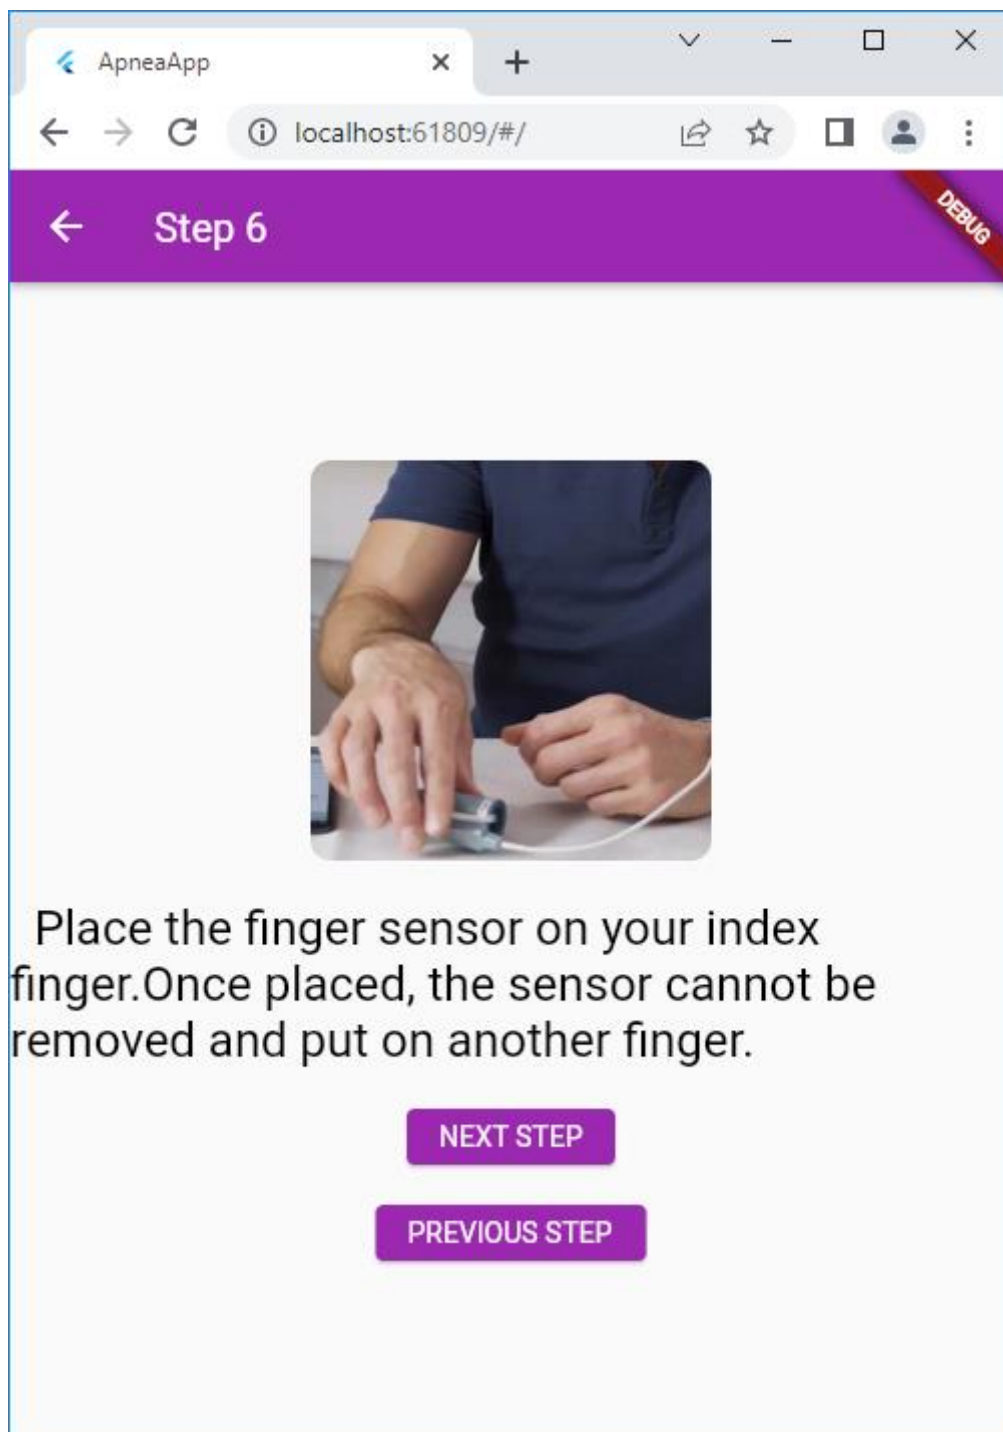 ApneaApp
localhost:61809/#/
Step 6
DEBUG
Place the finger sensor on your index
finger.Once placed, the sensor cannot be
removed and put on another finger.
NEXT STEP
PREVIOUS STEP